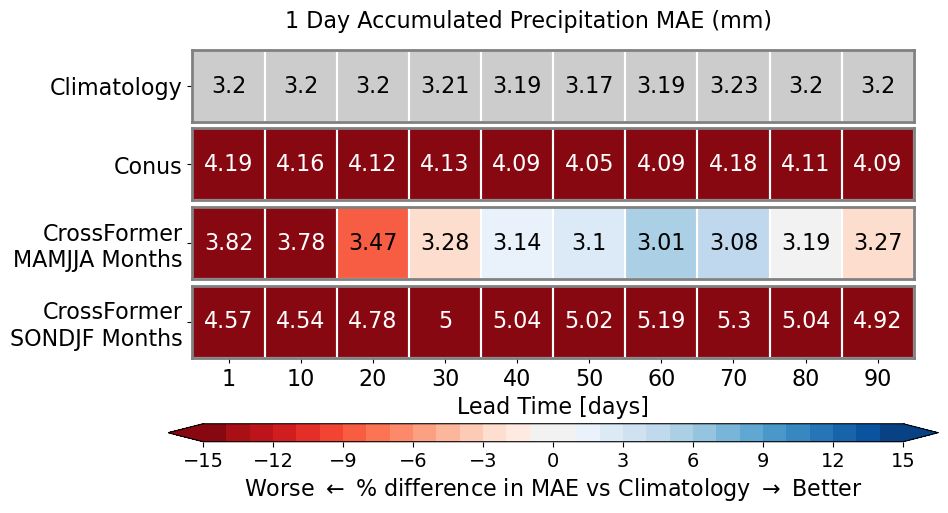 1 Day Accumulated Precipitation MAE (mm)
Climatology 3.2 3.2 3.2 3.21 3.19 3.17 3.19 3.23 3.2 3.2
Conus 4.19 4.16 4.12 4.13 4.09 4.05 4.09 4.18 4.11 4.09
CrossFormer
MAMJJA Months 3.82 3.78 3.47 3.28 3.14 3.1 3.01 3.08 3.19 3.27
CrossFormer
SONDJF Months 4.57 4.54 4.78 5 5.04 5.02 5.19 5.3 5.04 4.92
1 10 20 30 40 50 60 70 80 90
Lead Time [days]
−15 −12 −9 −6 −3 0 3 6 9 12 15
Worse ← % difference in MAE vs Climatology → Better